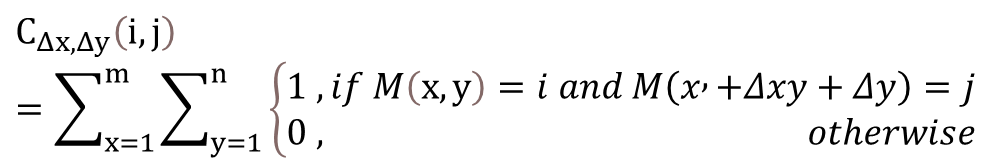 C_{Δx,Δy}(i,j)
= ∑_{x=1}^{m} ∑_{y=1}^{n} { 1 , if M(x,y) = i and M(x, +Δxy + Δy) = j
0 , otherwise